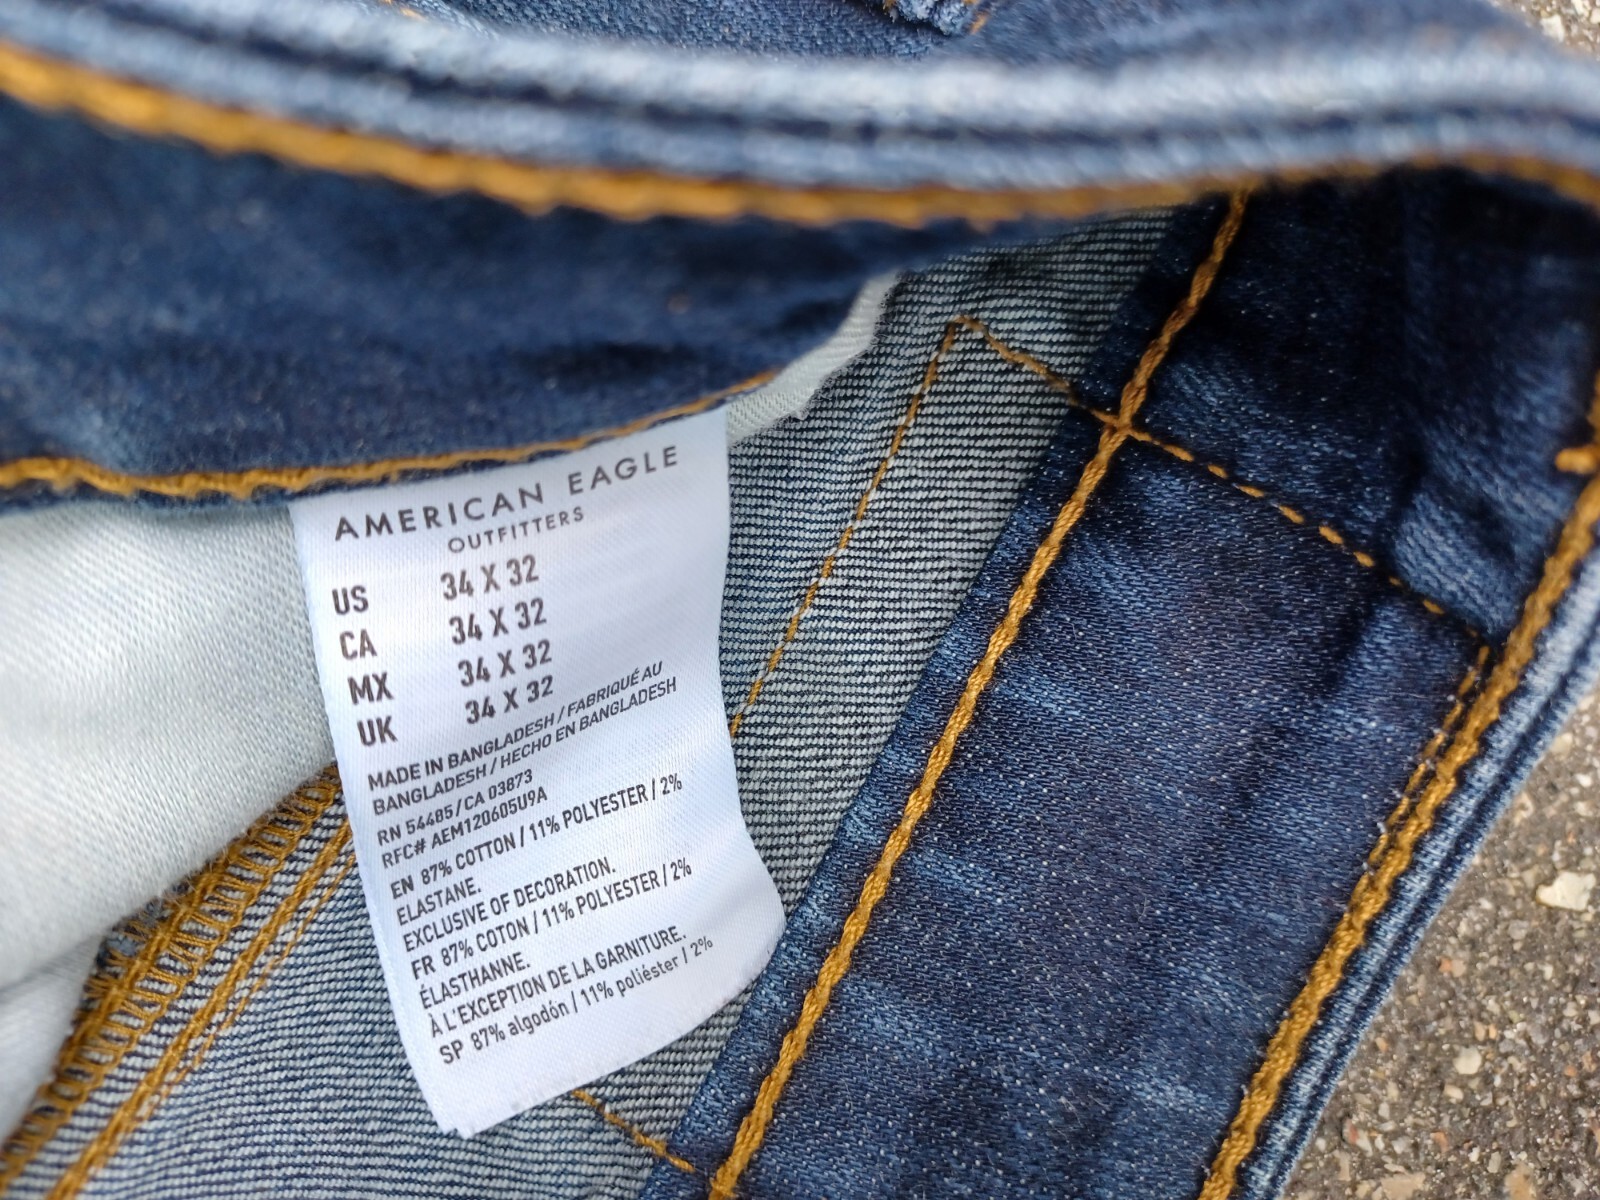 AMERICAN EAGLE
OUTFITTERS
US 34 X 32
CA 34 X 32
MX 34 X 32
UK 34 X 32
MADE IN BANGLADESH / FABRIQUÉ AU
BANGLADESH / HECHO EN BANGLADESH
RN 54485/CA 03873
RFC# AEM120605U9A
EN 87% COTTON / 11% POLYESTER / 2%
ELASTANE.
EXCLUSIVE OF DECORATION.
FR 87% COTON / 11% POLYESTER / 2%
ÉLASTHANNE.
À L'EXCEPTION DE LA GARNITURE.
SP 87% algodón / 11% poliéster / 2%